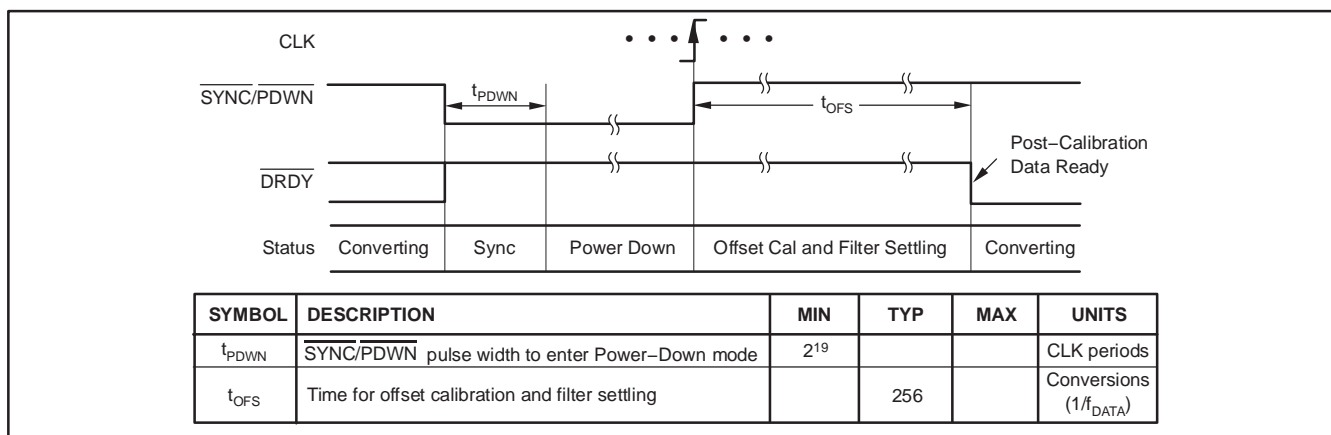 CLK
SYNC/PDWN
tPDWN
tOFS
Post–Calibration
Data Ready
DRDY
Status Converting Sync Power Down Offset Cal and Filter Settling Converting
SYMBOL DESCRIPTION MIN TYP MAX UNITS
tPDWN SYNC/PDWN pulse width to enter Power–Down mode 2¹⁹ CLK periods
tOFS Time for offset calibration and filter settling 256 Conversions
(1/fDATA)